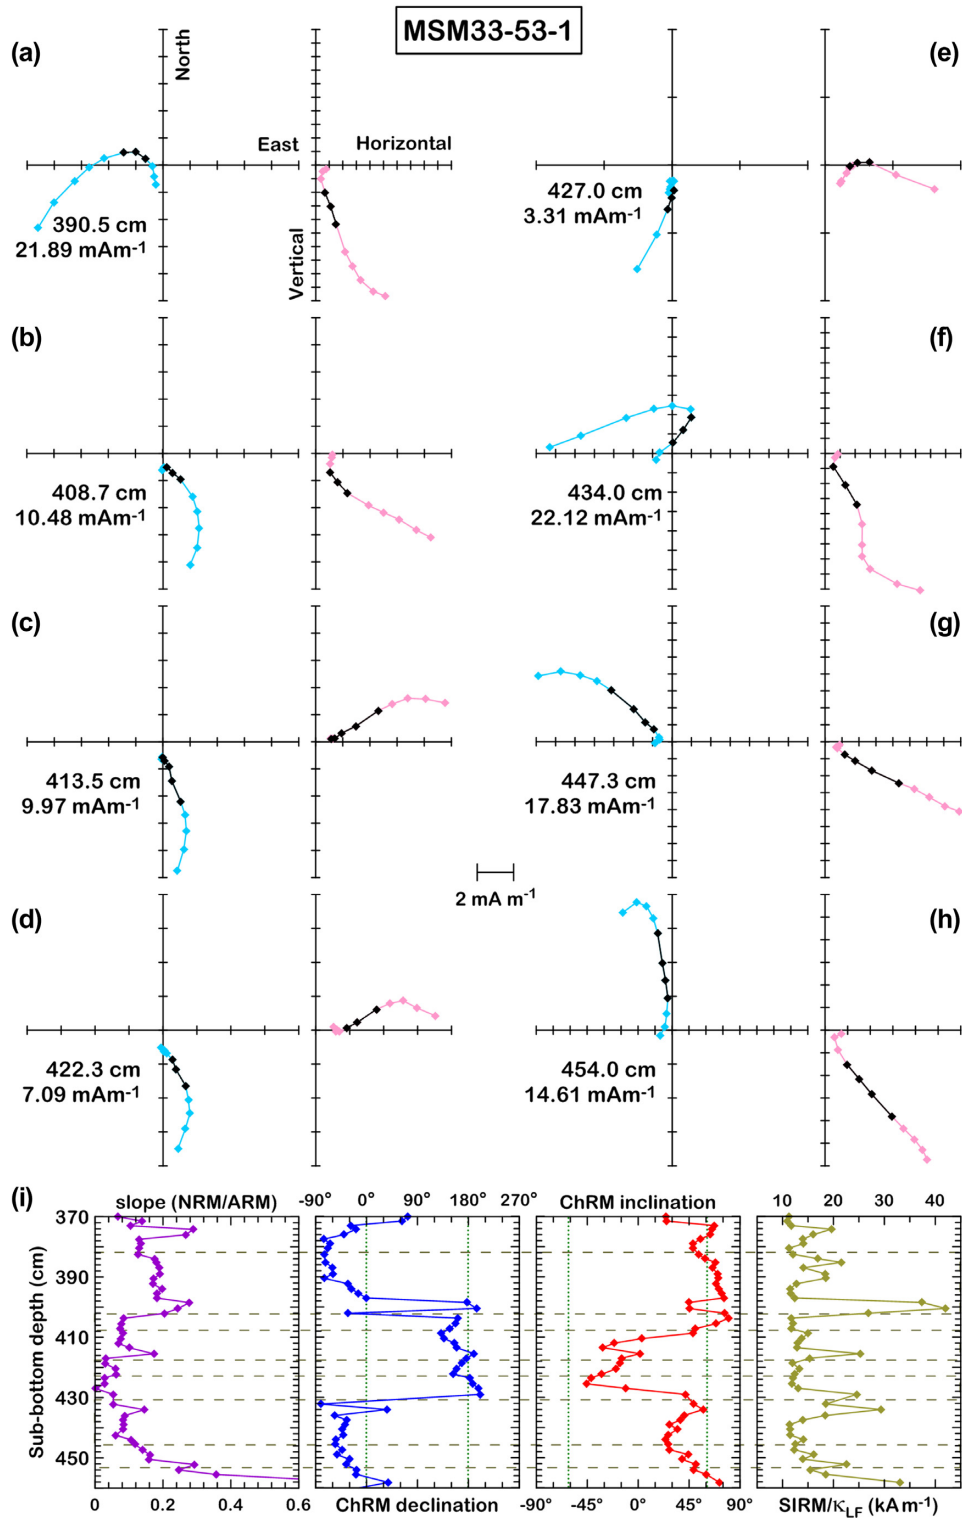 MSM33-53-1
(a)
North
East
Horizontal
Vertical
390.5 cm
21.89 mAm-1
(e)
427.0 cm
3.31 mAm-1
(b)
408.7 cm
10.48 mAm-1
(f)
434.0 cm
22.12 mAm-1
(c)
413.5 cm
9.97 mAm-1
(g)
447.3 cm
17.83 mAm-1
2 mA m-1
(d)
422.3 cm
7.09 mAm-1
(h)
454.0 cm
14.61 mAm-1
(i)
slope (NRM/ARM)
-90° 0° 90° 180° 270°
ChRM inclination
10 20 30 40
Sub-bottom depth (cm)
370
390
410
430
450
0 0.2 0.4 0.6
ChRM declination
-90° -45° 0° 45° 90°
SIRM/κLF (kAm-1)